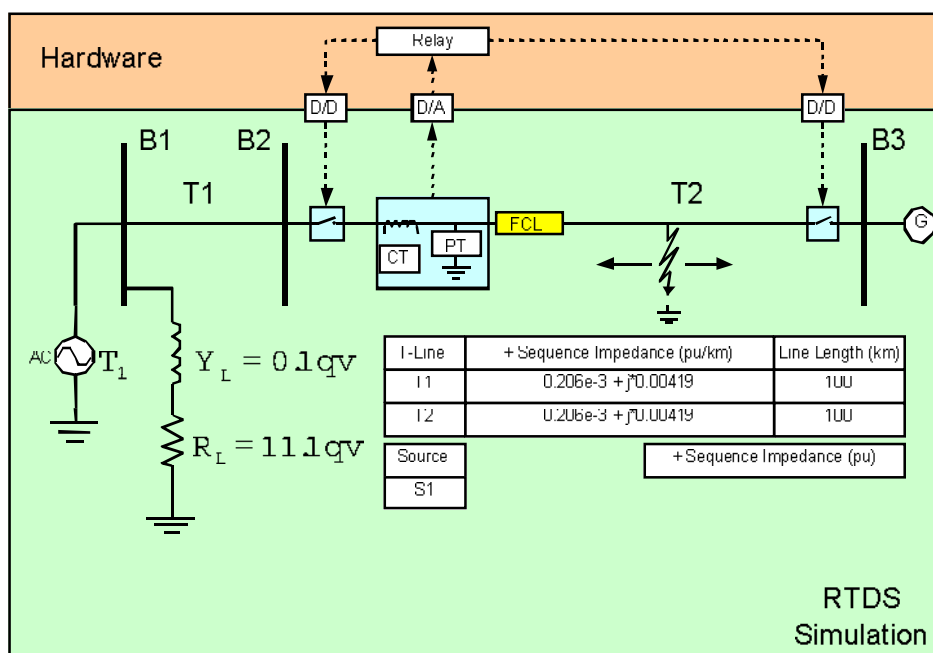 Relay
Hardware
D/D
D/A
D/D
B1
B2
B3
T1
T2
FCL
G
CT
PT
AC
T1
YL = 0.1qv
RL = 11.1qv
T-Line + Sequence Impedance (pu/km) Line Length (km)
T1 0.206e-3 + j*0.00419 100
T2 0.206e-3 + j*0.00419 100
Source + Sequence Impedance (pu)
S1
RTDS
Simulation